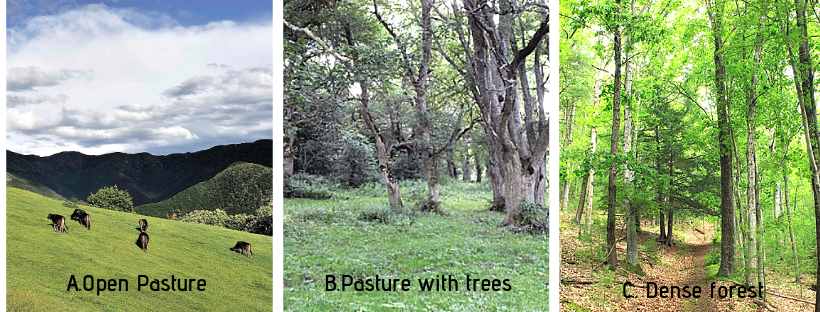 A.Open Pasture
B.Pasture with trees
C. Dense forest